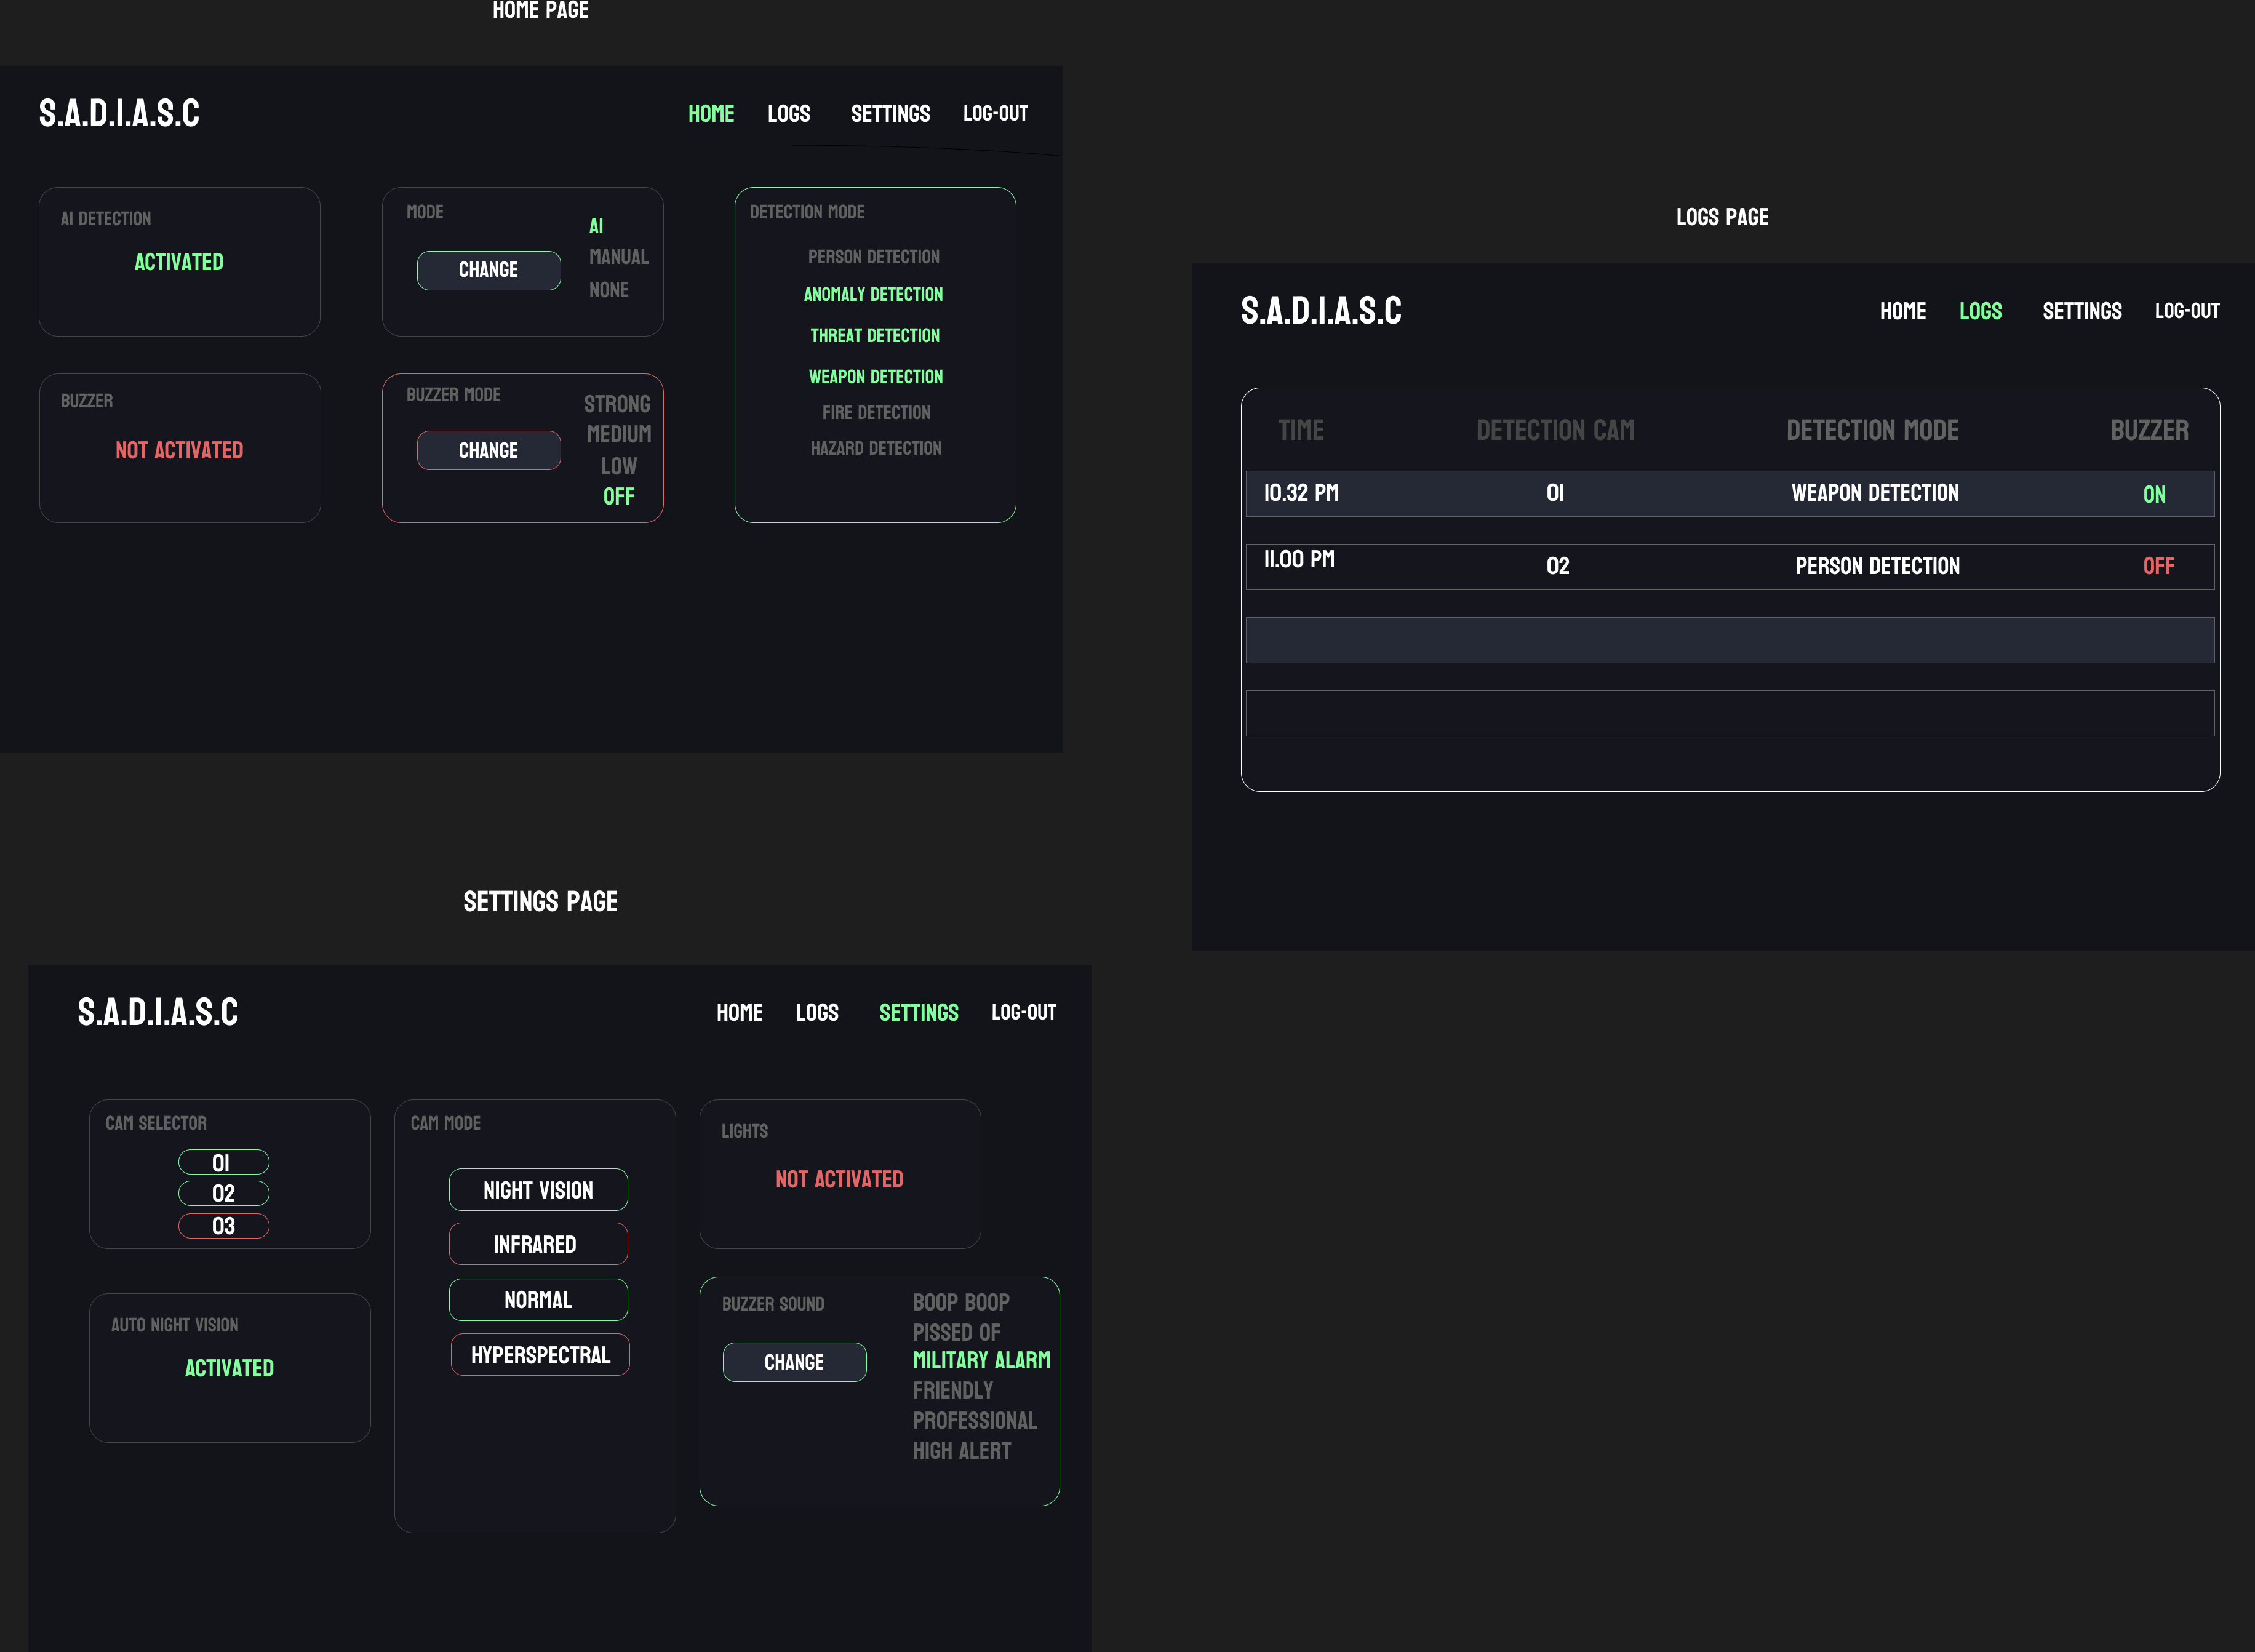 HOME PAGE
S.A.D.I.A.S.C
HOME LOGS SETTINGS LOG-OUT
AI DETECTION
ACTIVATED
MODE
CHANGE
AI
MANUAL
NONE
DETECTION MODE
PERSON DETECTION
ANOMALY DETECTION
THREAT DETECTION
WEAPON DETECTION
FIRE DETECTION
HAZARD DETECTION
BUZZER
NOT ACTIVATED
BUZZER MODE
CHANGE
STRONG
MEDIUM
LOW
OFF
LOGS PAGE
S.A.D.I.A.S.C
HOME LOGS SETTINGS LOG-OUT
TIME DETECTION CAM DETECTION MODE BUZZER
10.32 PM 01 WEAPON DETECTION ON
11.00 PM 02 PERSON DETECTION OFF
SETTINGS PAGE
S.A.D.I.A.S.C
HOME LOGS SETTINGS LOG-OUT
CAM SELECTOR
01
02
03
CAM MODE
NIGHT VISION
INFRARED
NORMAL
HYPERSPECTRAL
LIGHTS
NOT ACTIVATED
AUTO NIGHT VISION
ACTIVATED
BUZZER SOUND
CHANGE
BOOP BOOP
PISSED OF
MILITARY ALARM
FRIENDLY
PROFESSIONAL
HIGH ALERT